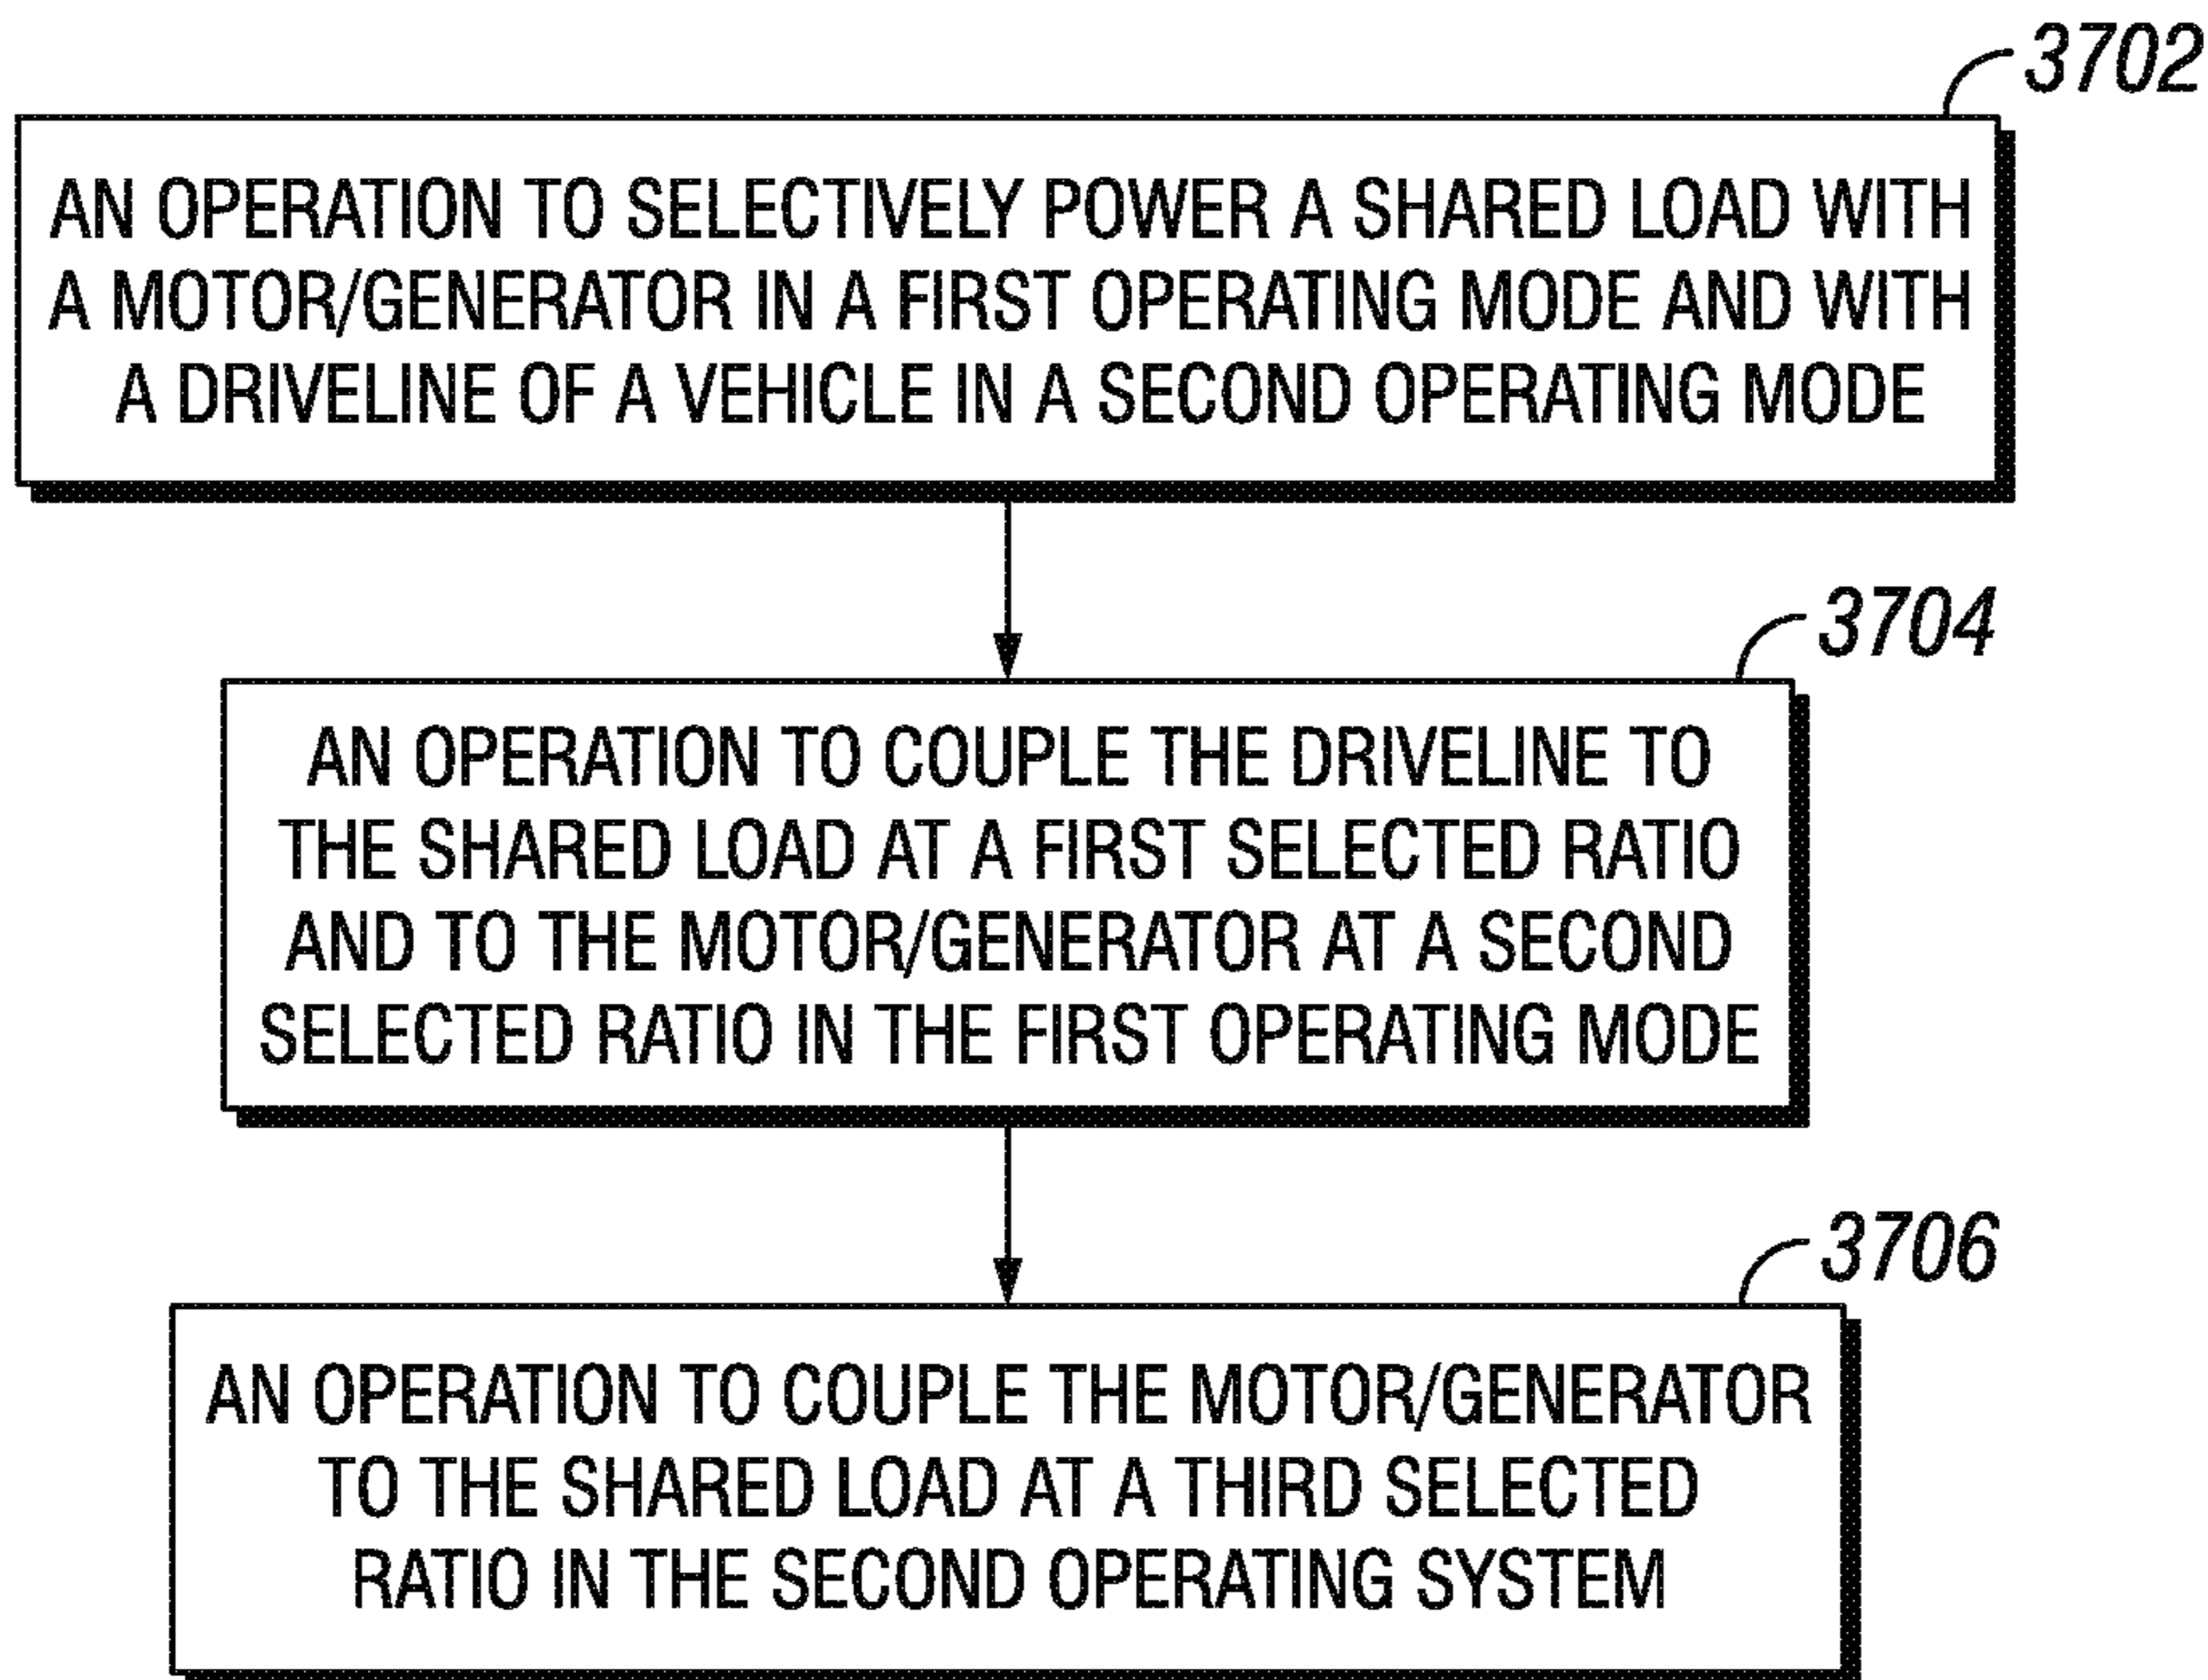 3702
AN OPERATION TO SELECTIVELY POWER A SHARED LOAD WITH
A MOTOR/GENERATOR IN A FIRST OPERATING MODE AND WITH
A DRIVELINE OF A VEHICLE IN A SECOND OPERATING MODE
3704
AN OPERATION TO COUPLE THE DRIVELINE TO
THE SHARED LOAD AT A FIRST SELECTED RATIO
AND TO THE MOTOR/GENERATOR AT A SECOND
SELECTED RATIO IN THE FIRST OPERATING MODE
3706
AN OPERATION TO COUPLE THE MOTOR/GENERATOR
TO THE SHARED LOAD AT A THIRD SELECTED
RATIO IN THE SECOND OPERATING SYSTEM